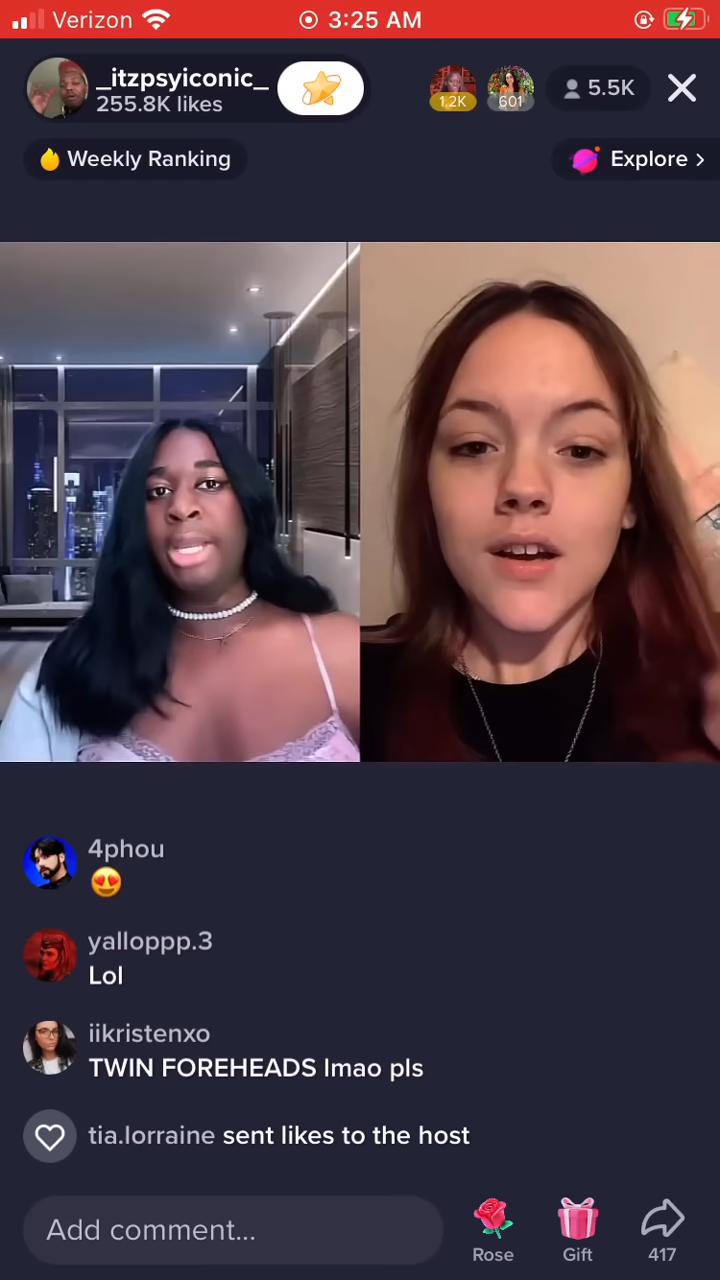 Verizon 3:25 AM
_itzpsyiconic_
255.8K likes
1.2K 601 5.5K
Weekly Ranking Explore >
4phou
😍
yalloppp.3
Lol
iikristenxo
TWIN FOREHEADS lmao pls
tia.lorraine sent likes to the host
Add comment...
Rose Gift 417